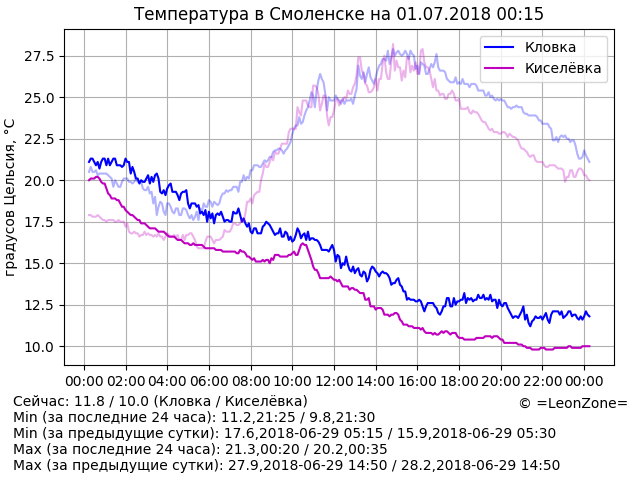 Температура в Смоленске на 01.07.2018 00:15
Кловка
Киселёвка
градусов Цельсия, °C
27.5
25.0
22.5
20.0
17.5
15.0
12.5
10.0
00:00 02:00 04:00 06:00 08:00 10:00 12:00 14:00 16:00 18:00 20:00 22:00 00:00
Сейчас: 11.8 / 10.0 (Кловка / Киселёвка)
© =LeonZone=
Min (за последние 24 часа): 11.2,21:25 / 9.8,21:30
Min (за предыдущие сутки): 17.6,2018-06-29 05:15 / 15.9,2018-06-29 05:30
Max (за последние 24 часа): 21.3,00:20 / 20.2,00:35
Max (за предыдущие сутки): 27.9,2018-06-29 14:50 / 28.2,2018-06-29 14:50